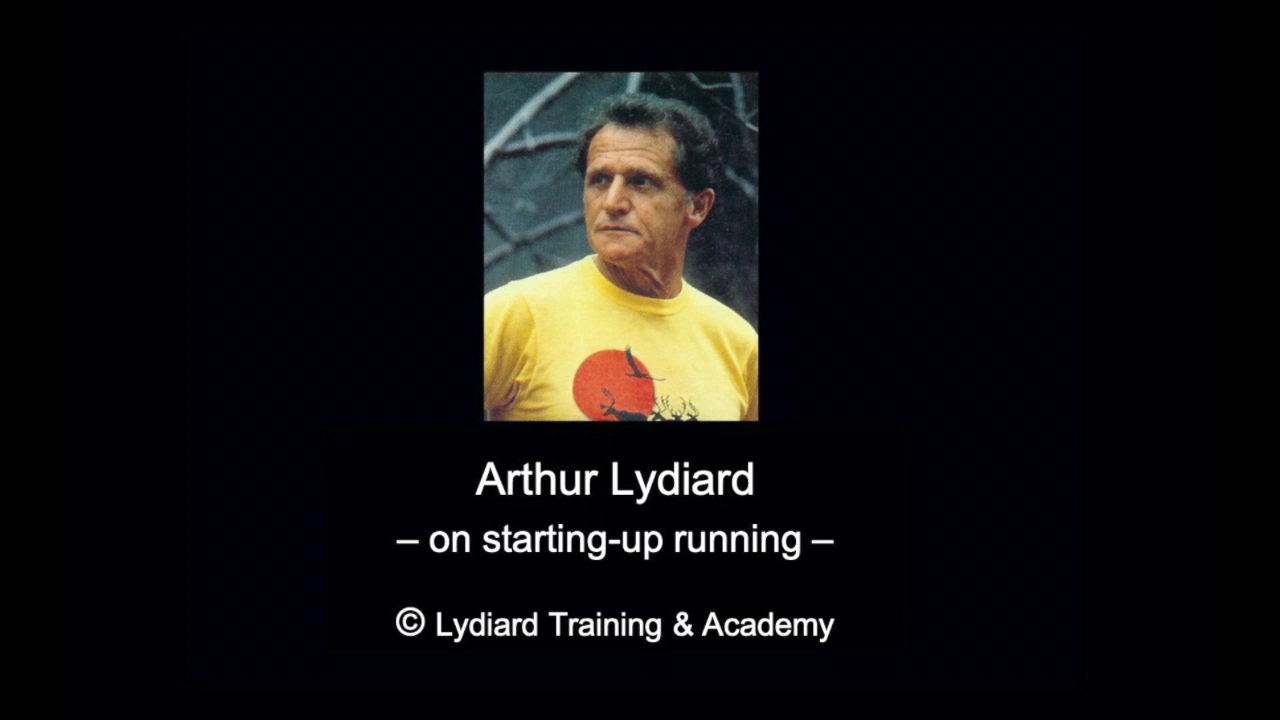 Arthur Lydiard
– on starting-up running –
© Lydiard Training & Academy